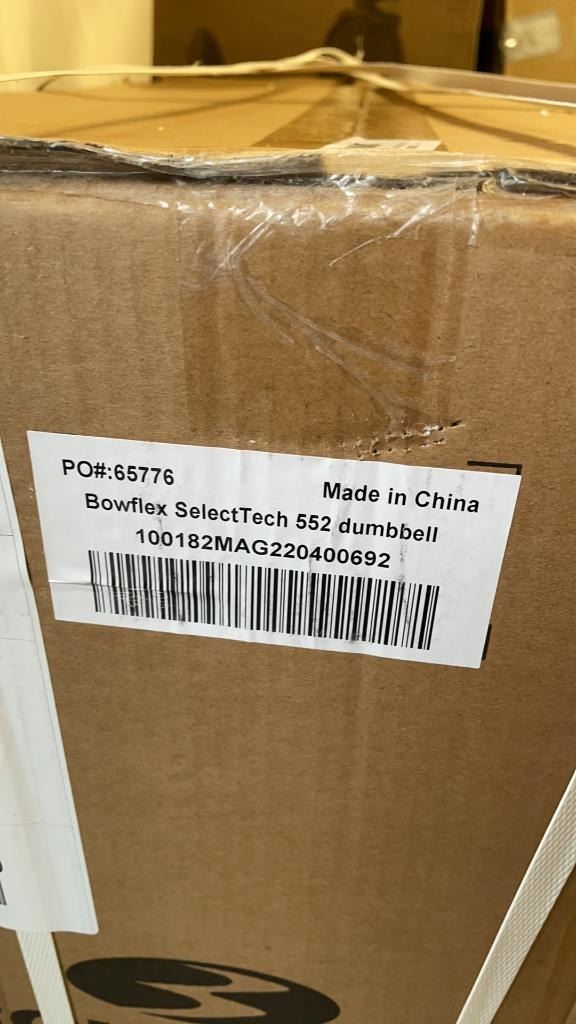 PO#:65776
Made in China
Bowflex SelectTech 552 dumbbell
100182MAG220400692